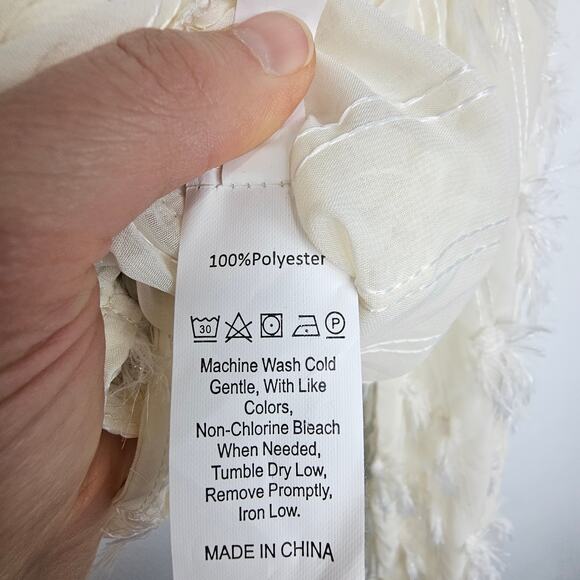 100%Polyester
30 P
Machine Wash Cold
Gentle, With Like
Colors,
Non-Chlorine Bleach
When Needed,
Tumble Dry Low,
Remove Promptly,
Iron Low.
MADE IN CHINA